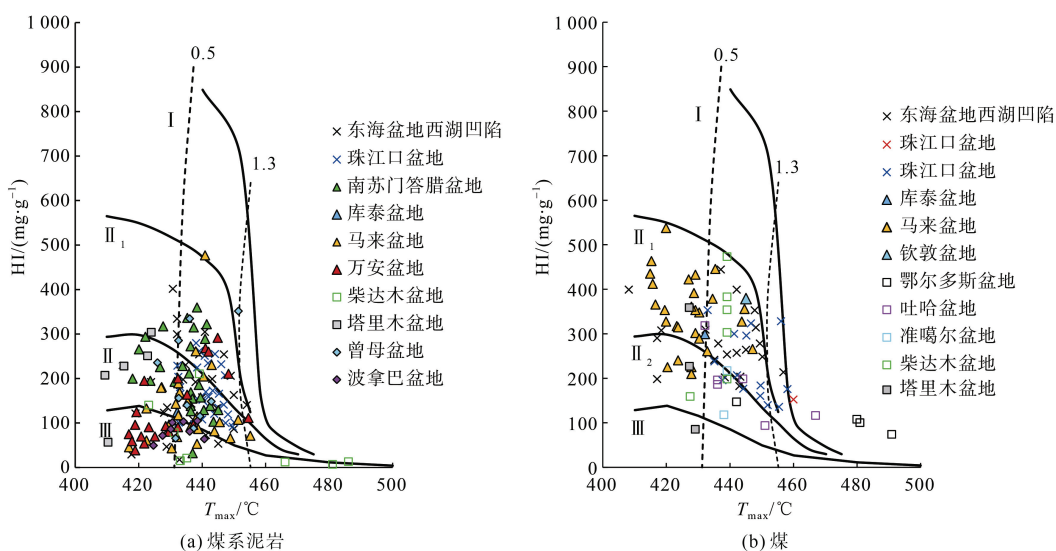 HI/(mg·g⁻¹)
1 000
900
800
700
600
500
400
300
200
100
0
400
420
440
460
480
500
T_max/℃
0.5
1.3
Ⅰ
Ⅱ₁
Ⅱ
Ⅲ
东海盆地西湖凹陷
珠江口盆地
南苏门答腊盆地
库泰盆地
马来盆地
万安盆地
柴达木盆地
塔里木盆地
曾母盆地
波拿巴盆地
(a) 煤系泥岩
HI/(mg·g⁻¹)
1 000
900
800
700
600
500
400
300
200
100
0
400
420
440
460
480
500
T_max/℃
0.5
1.3
Ⅰ
Ⅱ₁
Ⅱ₂
Ⅲ
东海盆地西湖凹陷
珠江口盆地
珠江口盆地
库泰盆地
马来盆地
钦敦盆地
鄂尔多斯盆地
吐哈盆地
准噶尔盆地
柴达木盆地
塔里木盆地
(b) 煤